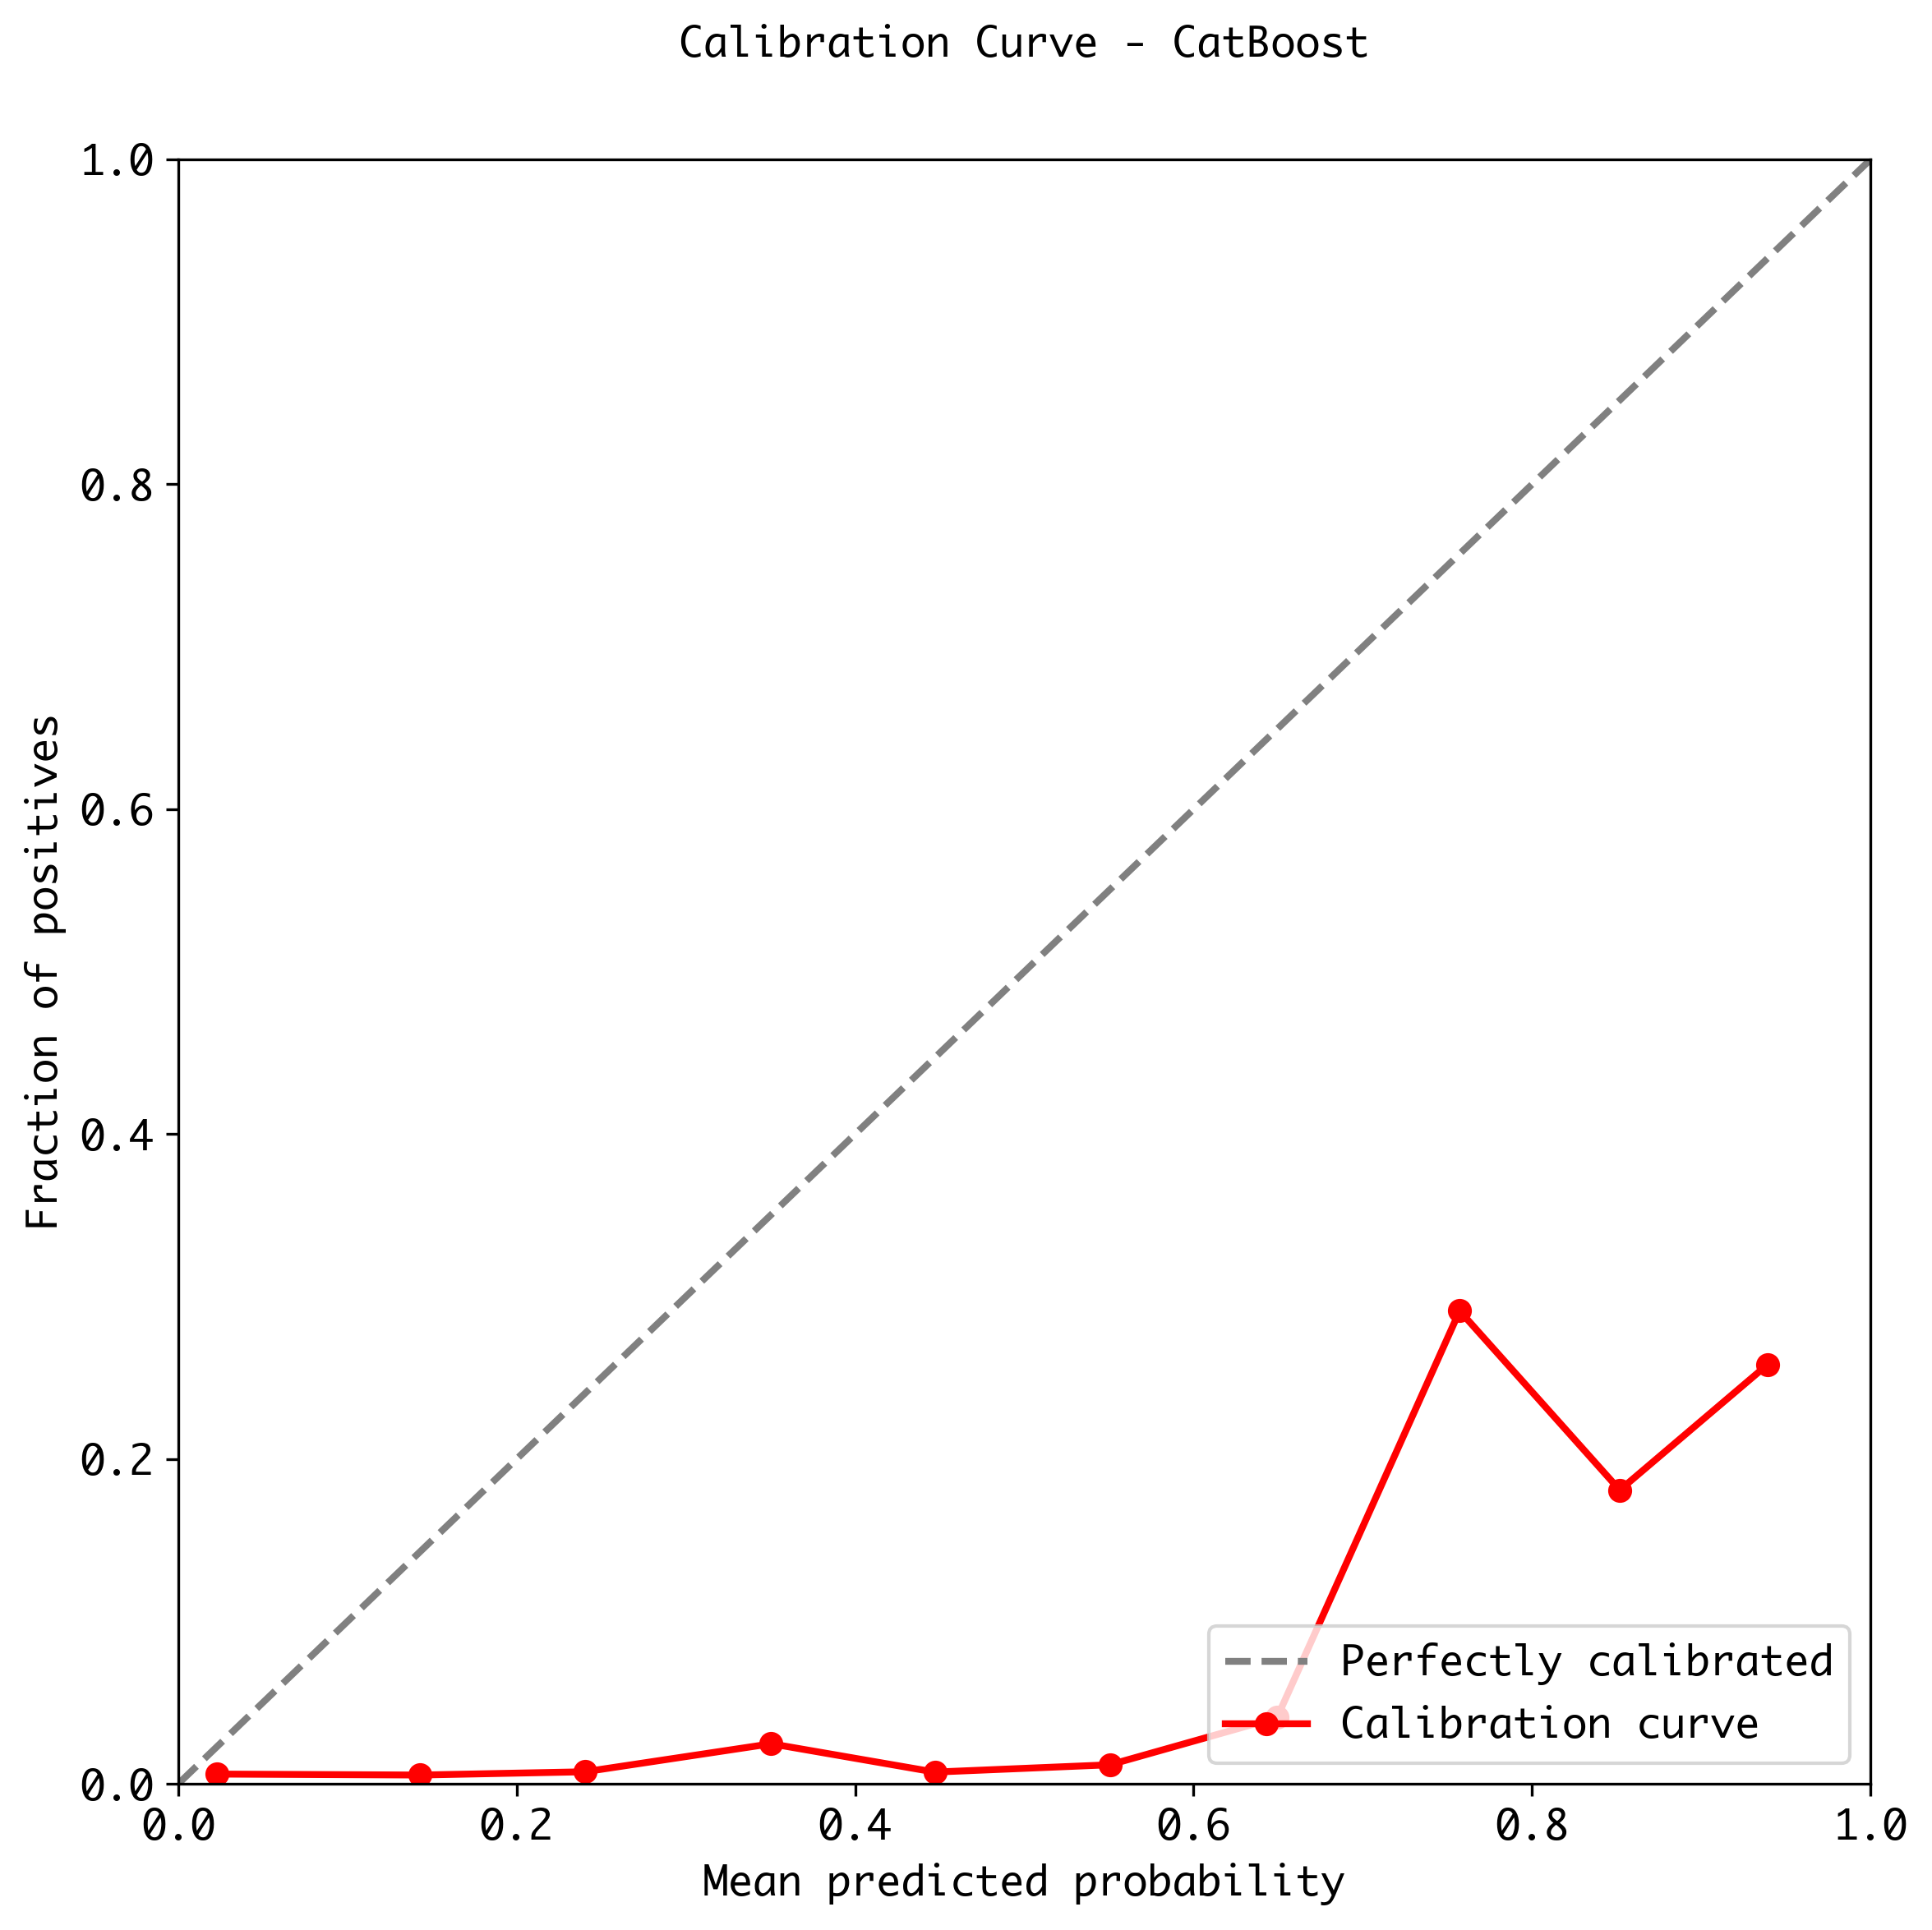 Calibration Curve - CatBoost
1.0
0.8
0.6
0.4
0.2
0.0
Fraction of positives
0.0 0.2 0.4 0.6 0.8 1.0
Mean predicted probability
Perfectly calibrated
Calibration curve